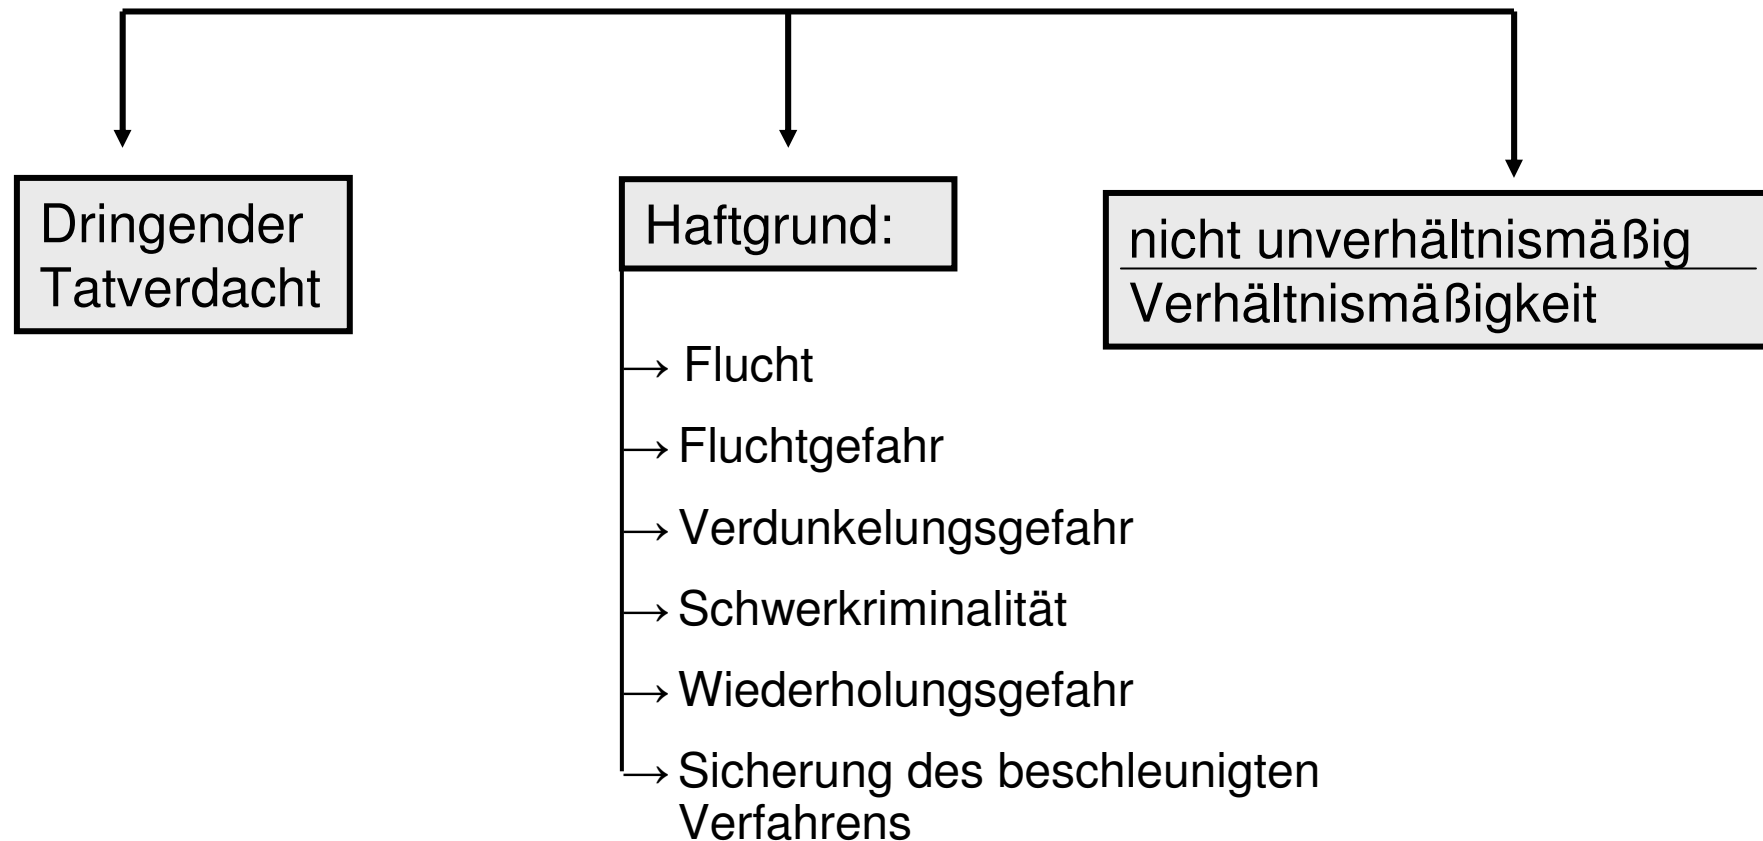 Dringender
Tatverdacht
Haftgrund:
→ Flucht
→ Fluchtgefahr
→ Verdunkelungsgefahr
→ Schwerkriminalität
→ Wiederholungsgefahr
→ Sicherung des beschleunigten
Verfahrens
nicht unverhältnismäßig
Verhältnismäßigkeit